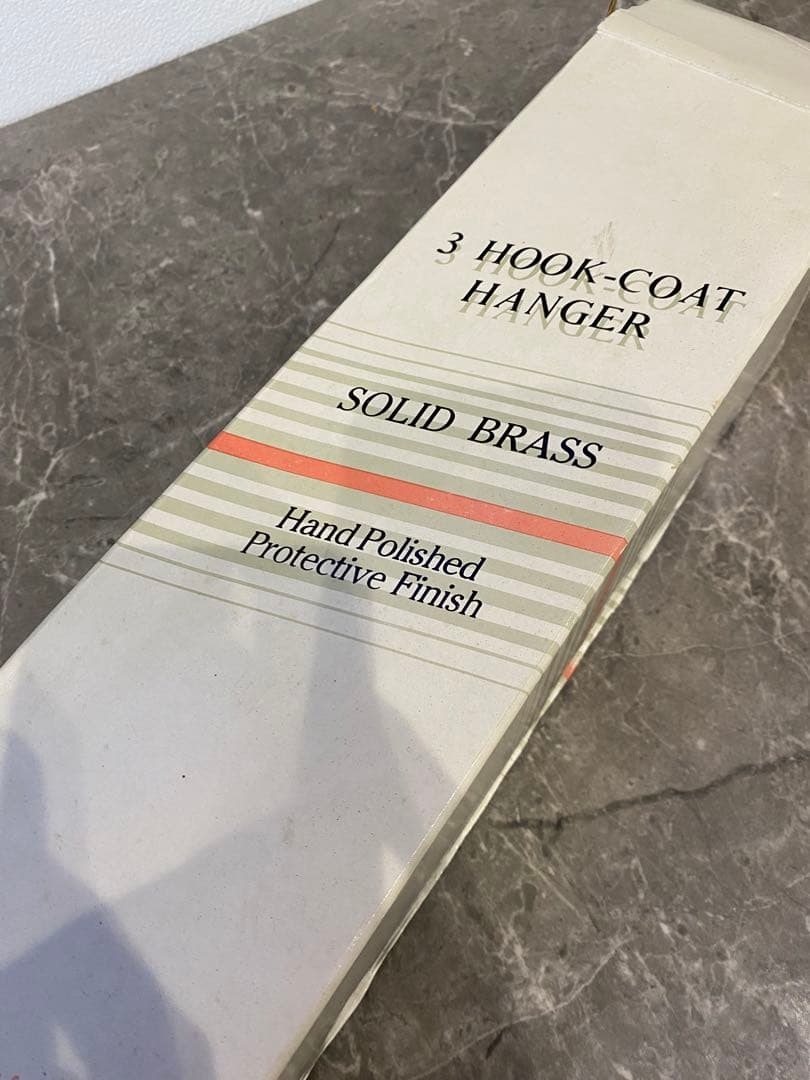 3 HOOK-COAT
HANGER
SOLID BRASS
Hand Polished
Protective Finish